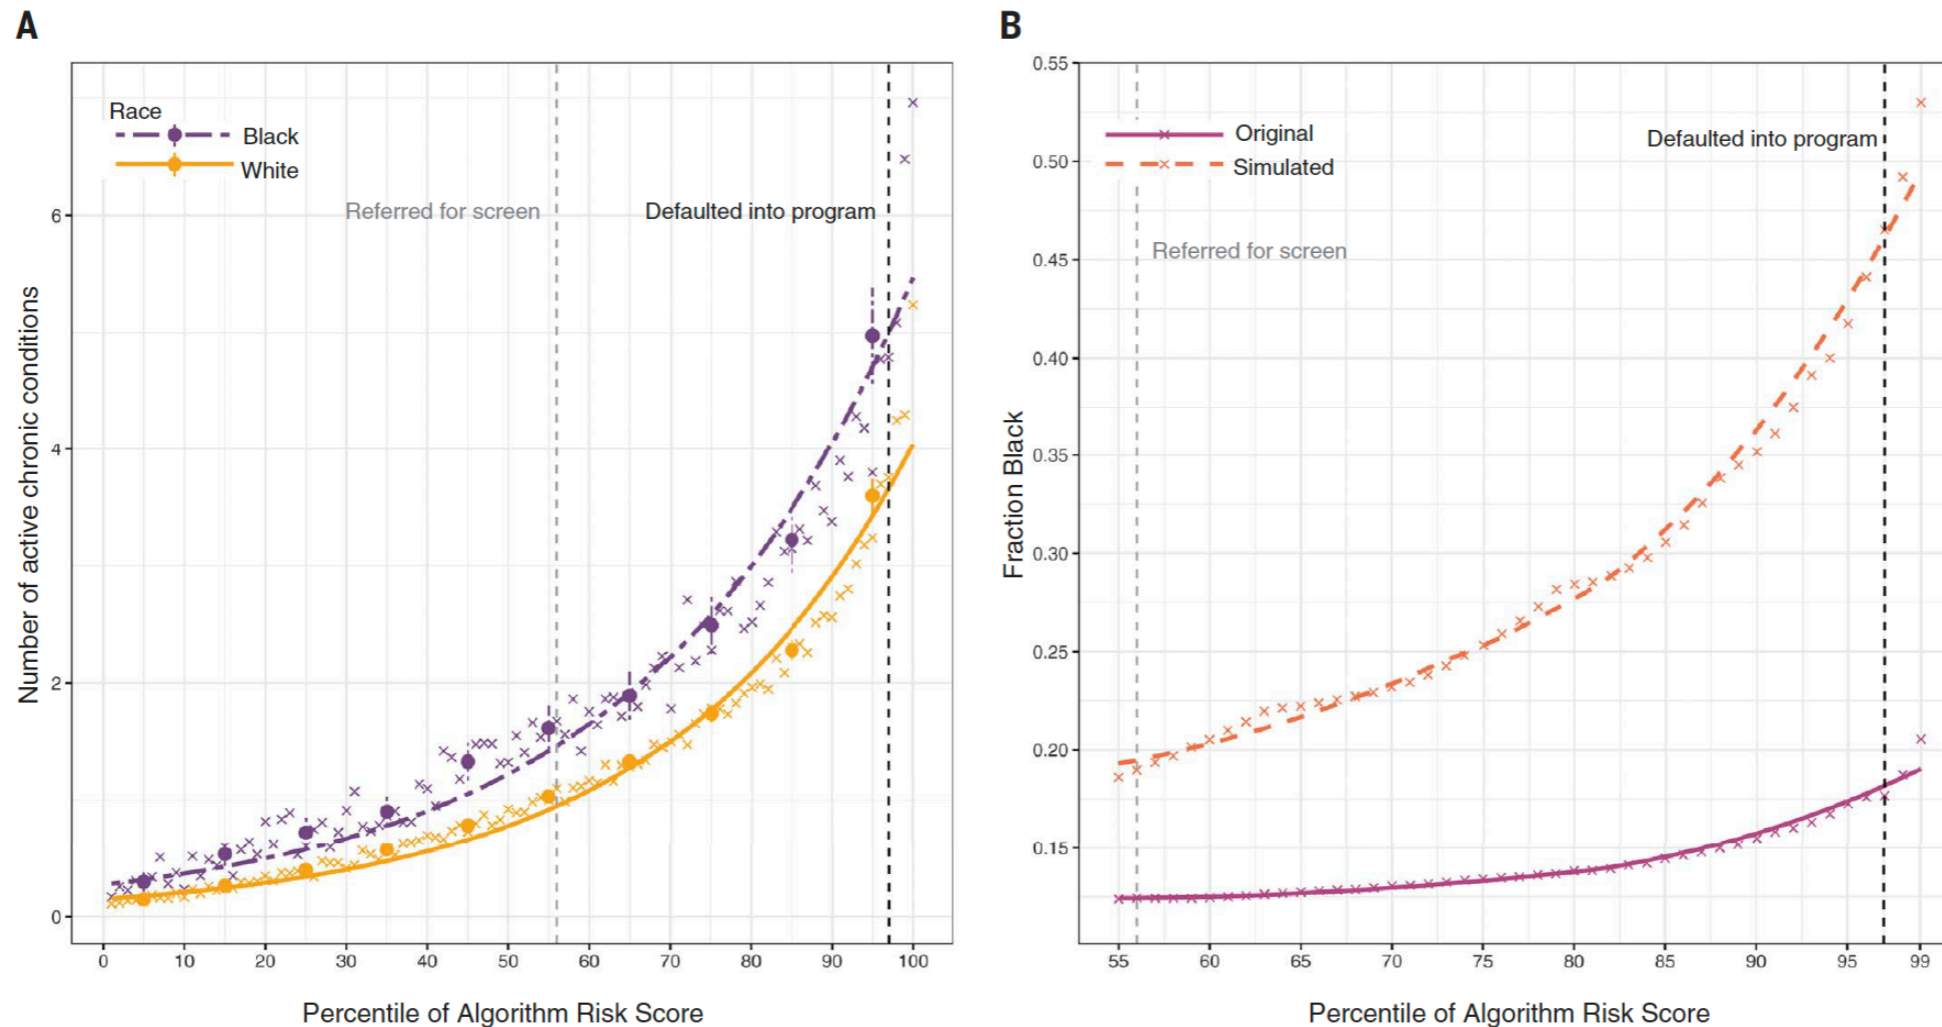 A
Race
Black
White
Referred for screen
Defaulted into program
Number of active chronic conditions
6
4
2
0
0 10 20 30 40 50 60 70 80 90 100
Percentile of Algorithm Risk Score
B
Original
Simulated
Defaulted into program
Referred for screen
Fraction Black
0.55
0.50
0.45
0.40
0.35
0.30
0.25
0.20
0.15
55 60 65 70 75 80 85 90 95 99
Percentile of Algorithm Risk Score